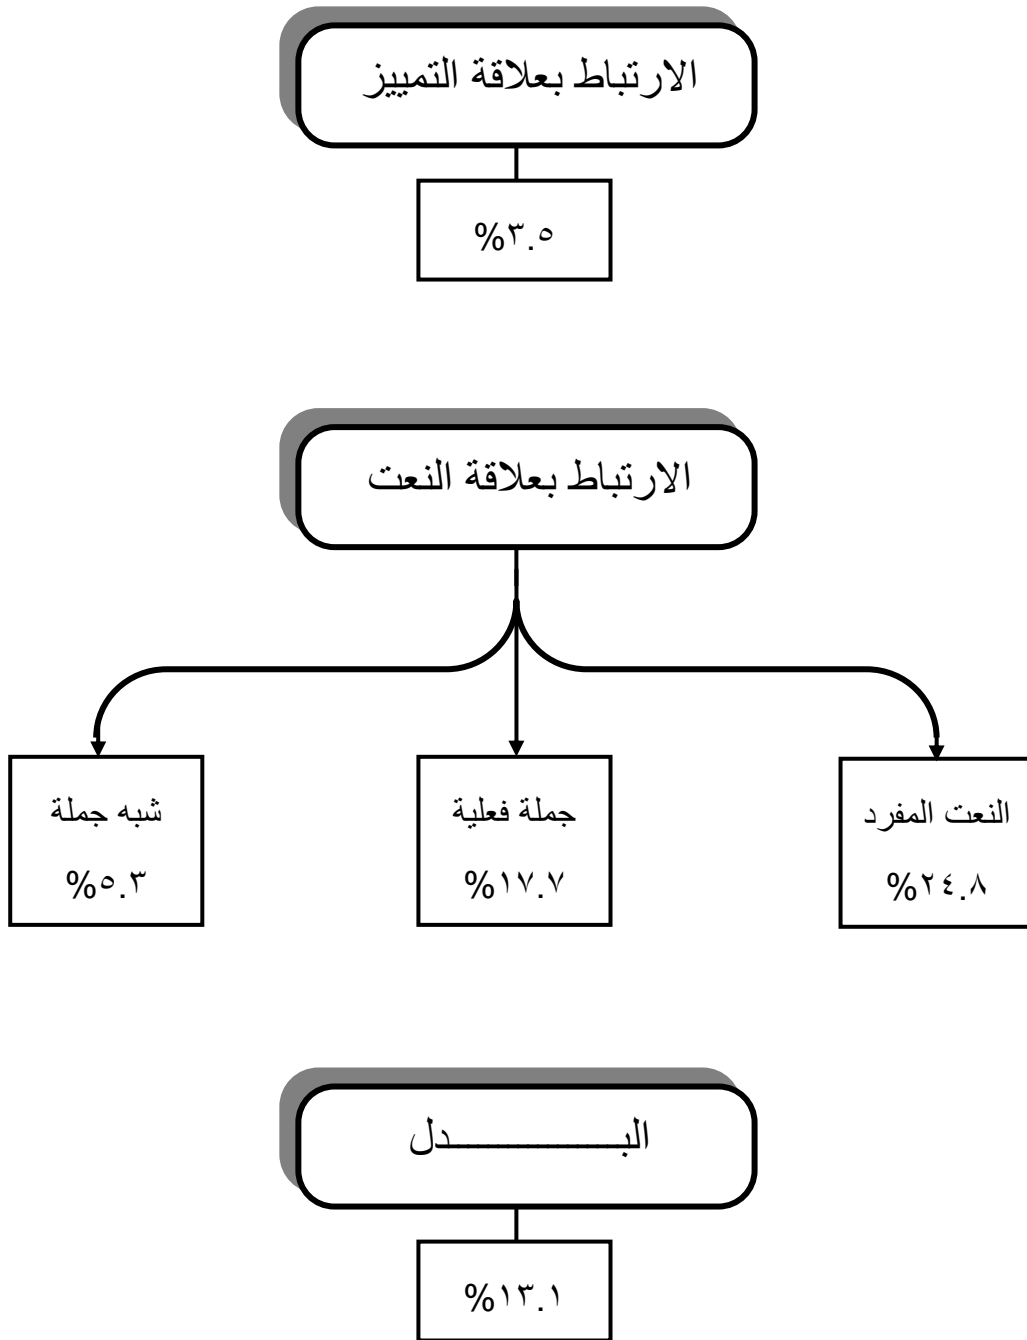 الارتباط بعلاقة التمييز
%٣.٥
الارتباط بعلاقة النعت
النعت المفرد
%٢٤.٨
جملة فعلية
%١٧.٧
شبه جملة
%٥.٣
البـــــــــــــدل
%١٣.١